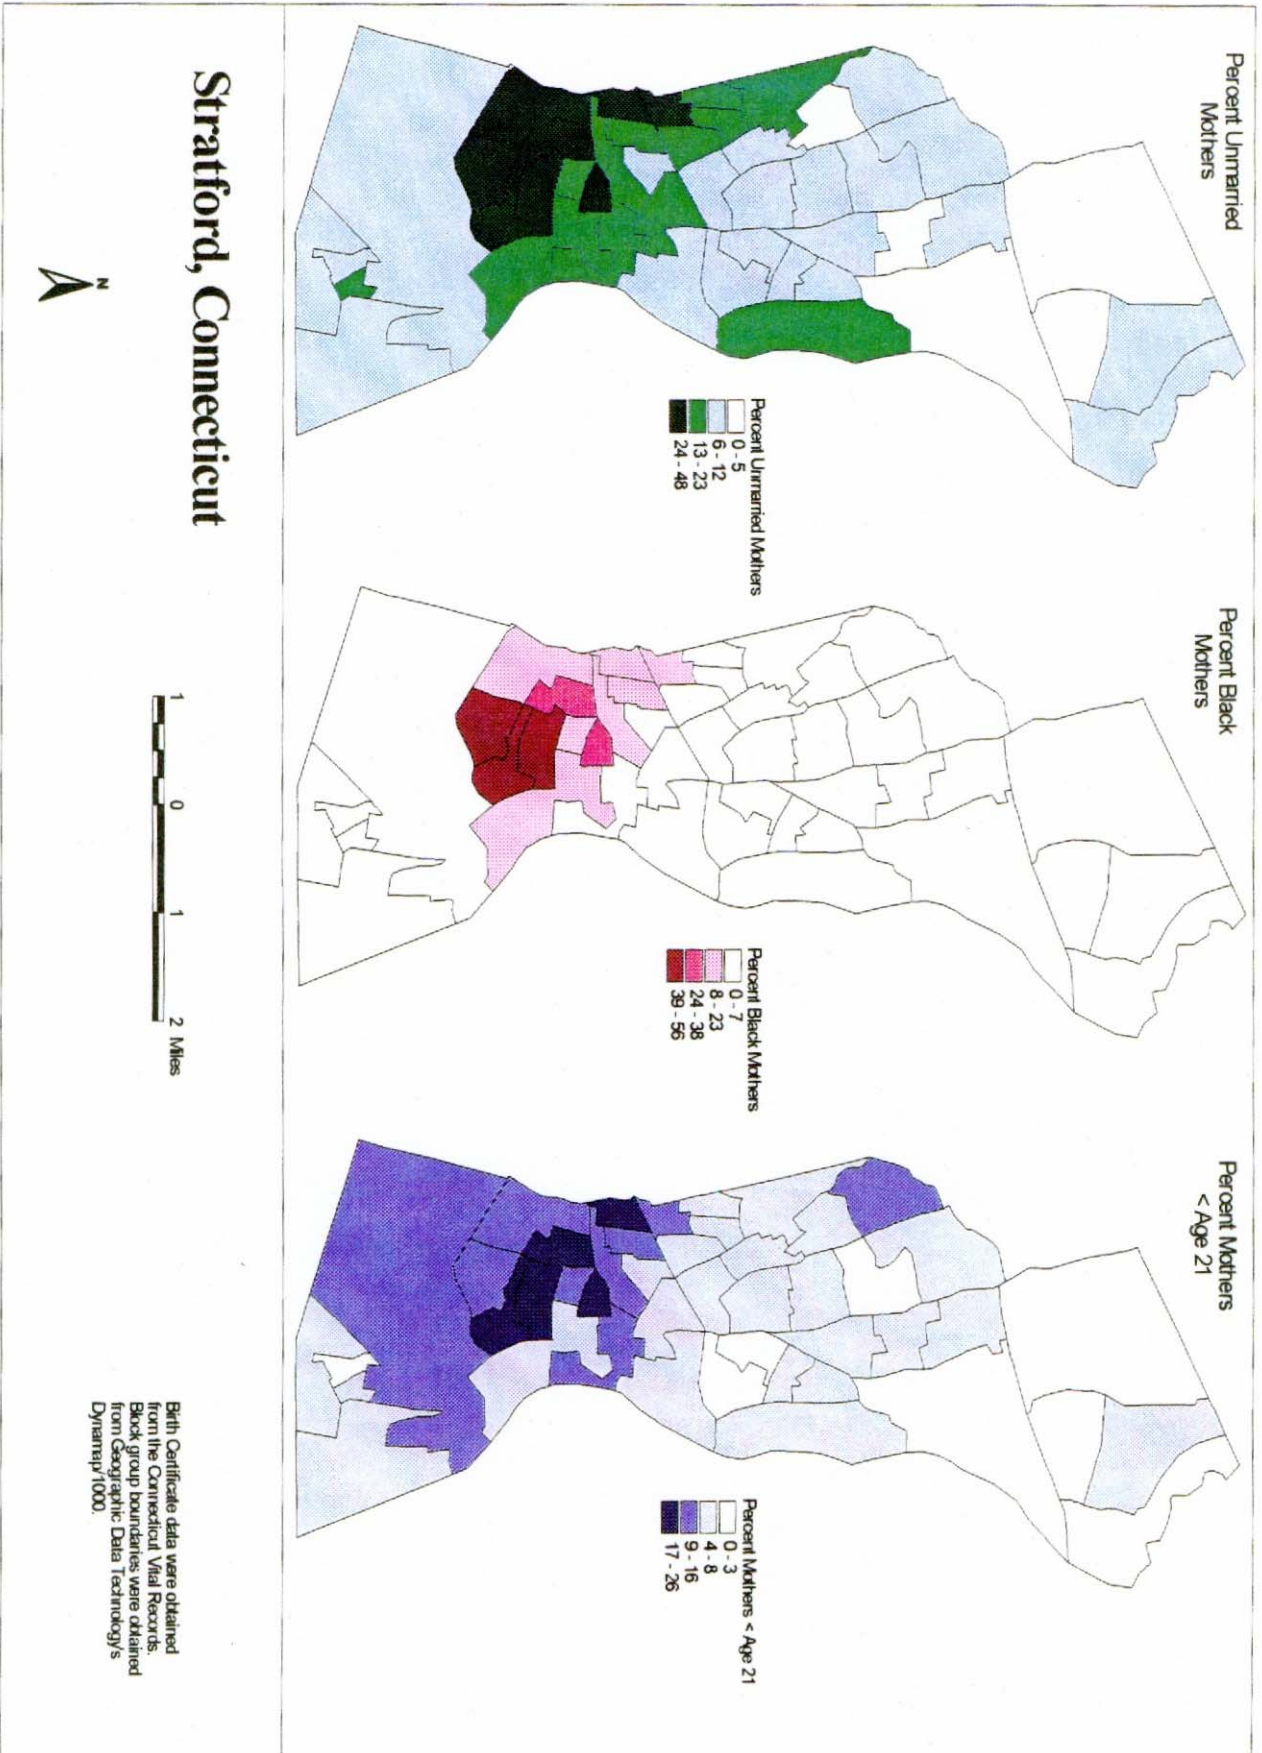 Percent Unmarried
Mothers
Percent Unmarried Mothers
0 - 5
6 - 12
13 - 23
24 - 48
Percent Black
Mothers
Percent Black Mothers
0 - 7
8 - 23
24 - 38
39 - 56
Percent Mothers
< Age 21
Percent Mothers < Age 21
0 - 3
4 - 8
9 - 16
17 - 26
Stratford, Connecticut
N
1 0 1 2 Miles
Birth Certificate data were obtained
from the Connecticut Vital Records.
Block group boundaries were obtained
from Geographic Data Technology's
Dynamap/1000.